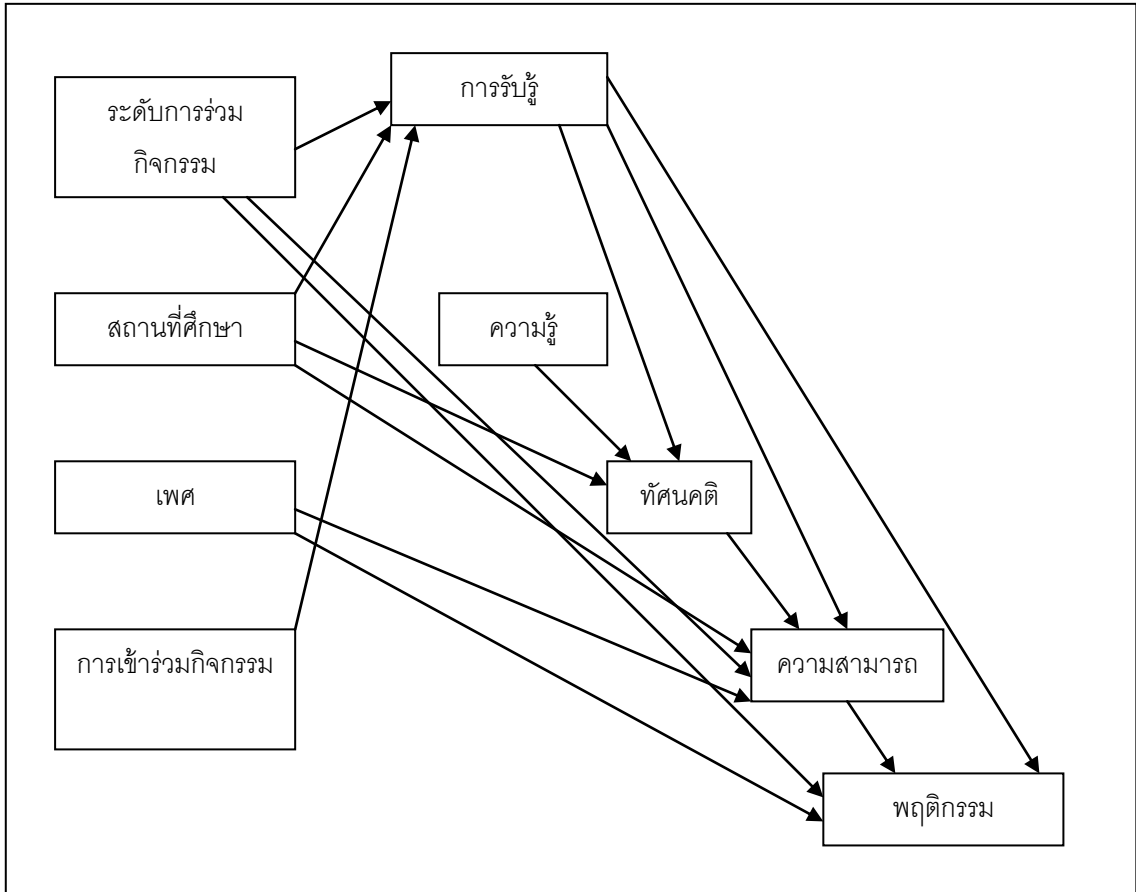 การรับรู้
ระดับการร่วม
กิจกรรม
สถานที่ศึกษา
ความรู้
เพศ
ทัศนคติ
การเข้าร่วมกิจกรรม
ความสามารถ
พฤติกรรม